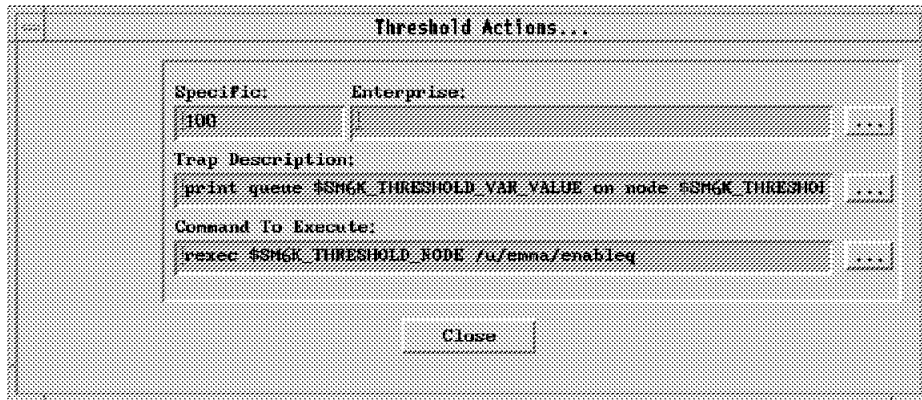 Threshold Actions...
Specific: Enterprise:
100 ...
Trap Description:
print queue $SM6K_THRESHOLD_VAR_VALUE on node $SM6K_THRESHOL ...
Command To Execute:
rexec $SM6K_THRESHOLD_NODE /u/emma/enableq ...
Close